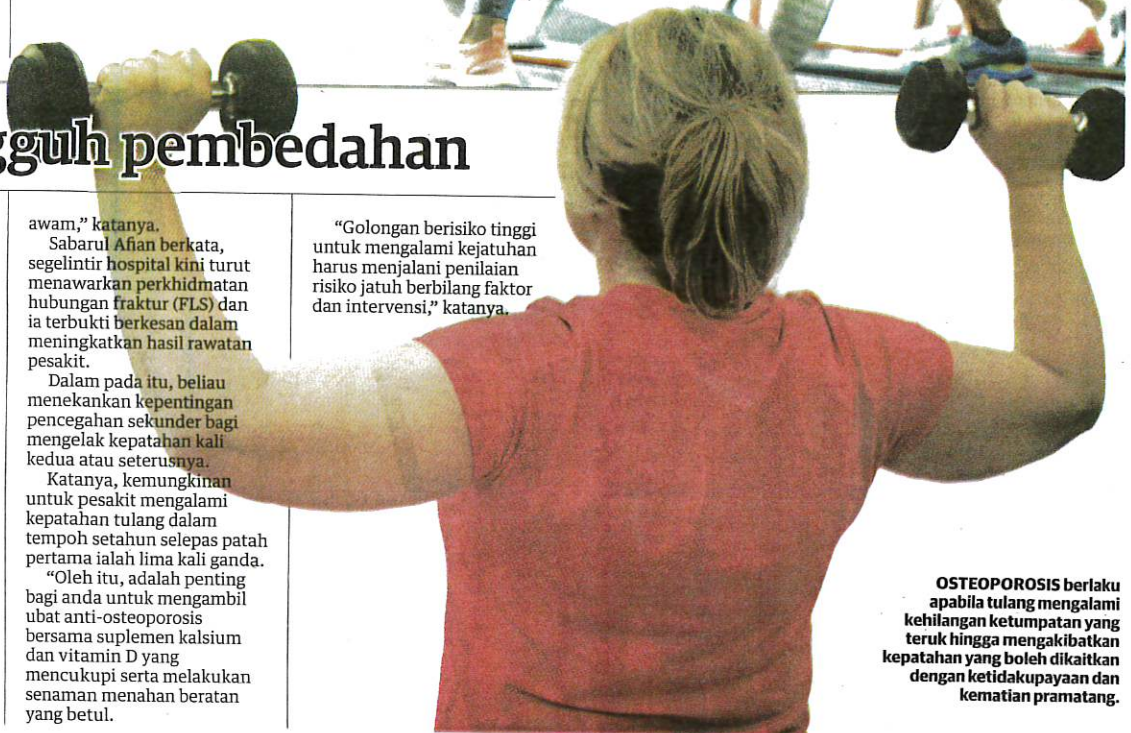 pembedahan
awam,” katanya.
Sabarul Afian berkata,
segelintir hospital kini turut
menawarkan perkhidmatan
hubungan fraktur (FLS) dan
ia terbukti berkesan dalam
meningkatkan hasil rawatan
pesakit.
Dalam pada itu, beliau
menekankan kepentingan
pencegahan sekunder bagi
mengelak kepatahan kali
kedua atau seterusnya.
Katanya, kemungkinan
untuk pesakit mengalami
kepatahan tulang dalam
tempoh setahun selepas patah
pertama ialah lima kali ganda.
“Oleh itu, adalah penting
bagi anda untuk mengambil
ubat anti-osteoporosis
bersama suplemen kalsium
dan vitamin D yang
mencukupi serta melakukan
senaman menahan beratan
yang betul.
“Golongan berisiko tinggi
untuk mengalami kejatuhan
harus menjalani penilaian
risiko jatuh berbilang faktor
dan intervensi,” katanya.
OSTEOPOROSIS berlaku
apabila tulang mengalami
kehilangan ketumpatan yang
teruk hingga mengakibatkan
kepatahan yang boleh dikaitkan
dengan ketidakupayaan dan
kematian pramatang.